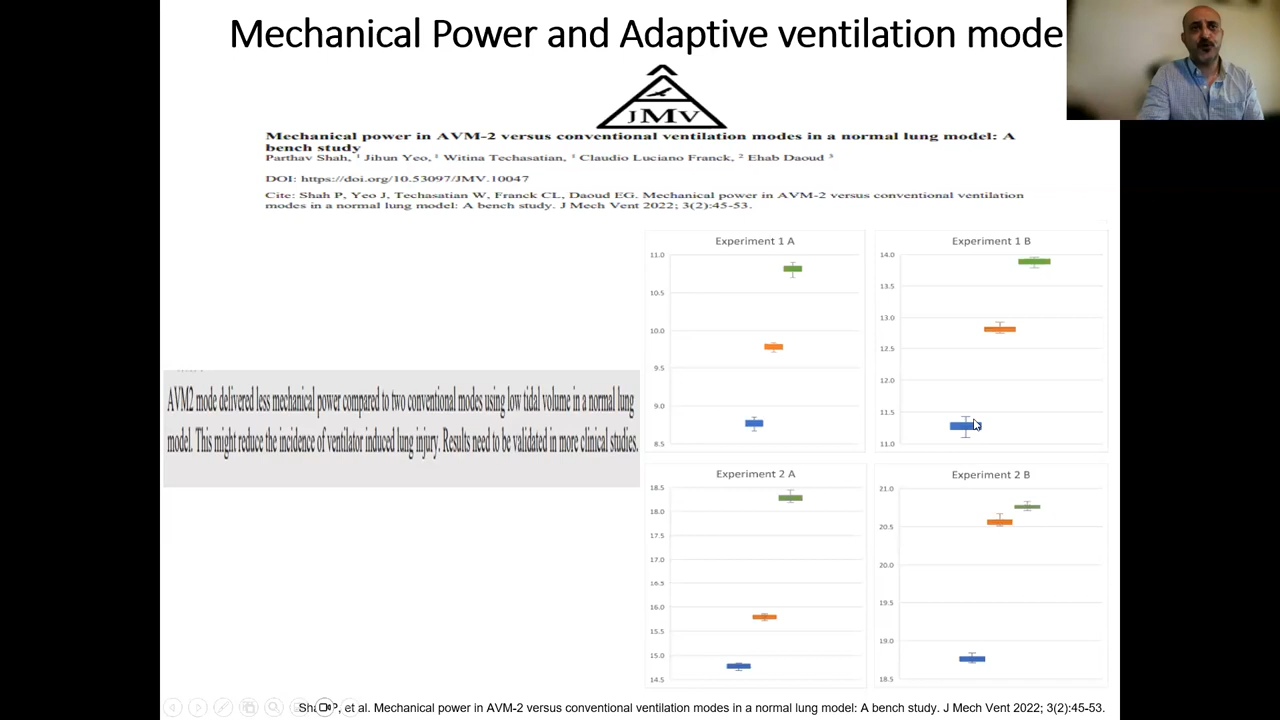 Mechanical Power and Adaptive ventilation mode
JMV
Mechanical power in AVM-2 versus conventional ventilation modes in a normal lung model: A
bench study
Parthav Shah, 1 Jihun Yeo, 1 Witina Techasatian, 1 Claudio Luciano Franck, 2 Ehab Daoud 3
DOI: https://doi.org/10.53097/JMV.10047
Cite: Shah P, Yeo J, Techasatian W, Franck CL, Daoud EG. Mechanical power in AVM-2 versus conventional ventilation
modes in a normal lung model: A bench study. J Mech Vent 2022; 3(2):45-53.
AVM2 mode delivered less mechanical power compared to two conventional modes using low tidal volume in a normal lung
model. This might reduce the incidence of ventilator induced lung injury. Results need to be validated in more clinical studies.
Experiment 1 A
11.0
10.5
10.0
9.5
9.0
8.5
Experiment 1 B
14.0
13.5
13.0
12.5
12.0
11.5
11.0
Experiment 2 A
18.5
18.0
17.5
17.0
16.5
16.0
15.5
15.0
14.5
Experiment 2 B
21.0
20.5
20.0
19.5
19.0
18.5
P, et al. Mechanical power in AVM-2 versus conventional ventilation modes in a normal lung model: A bench study. J Mech Vent 2022; 3(2):45-53.